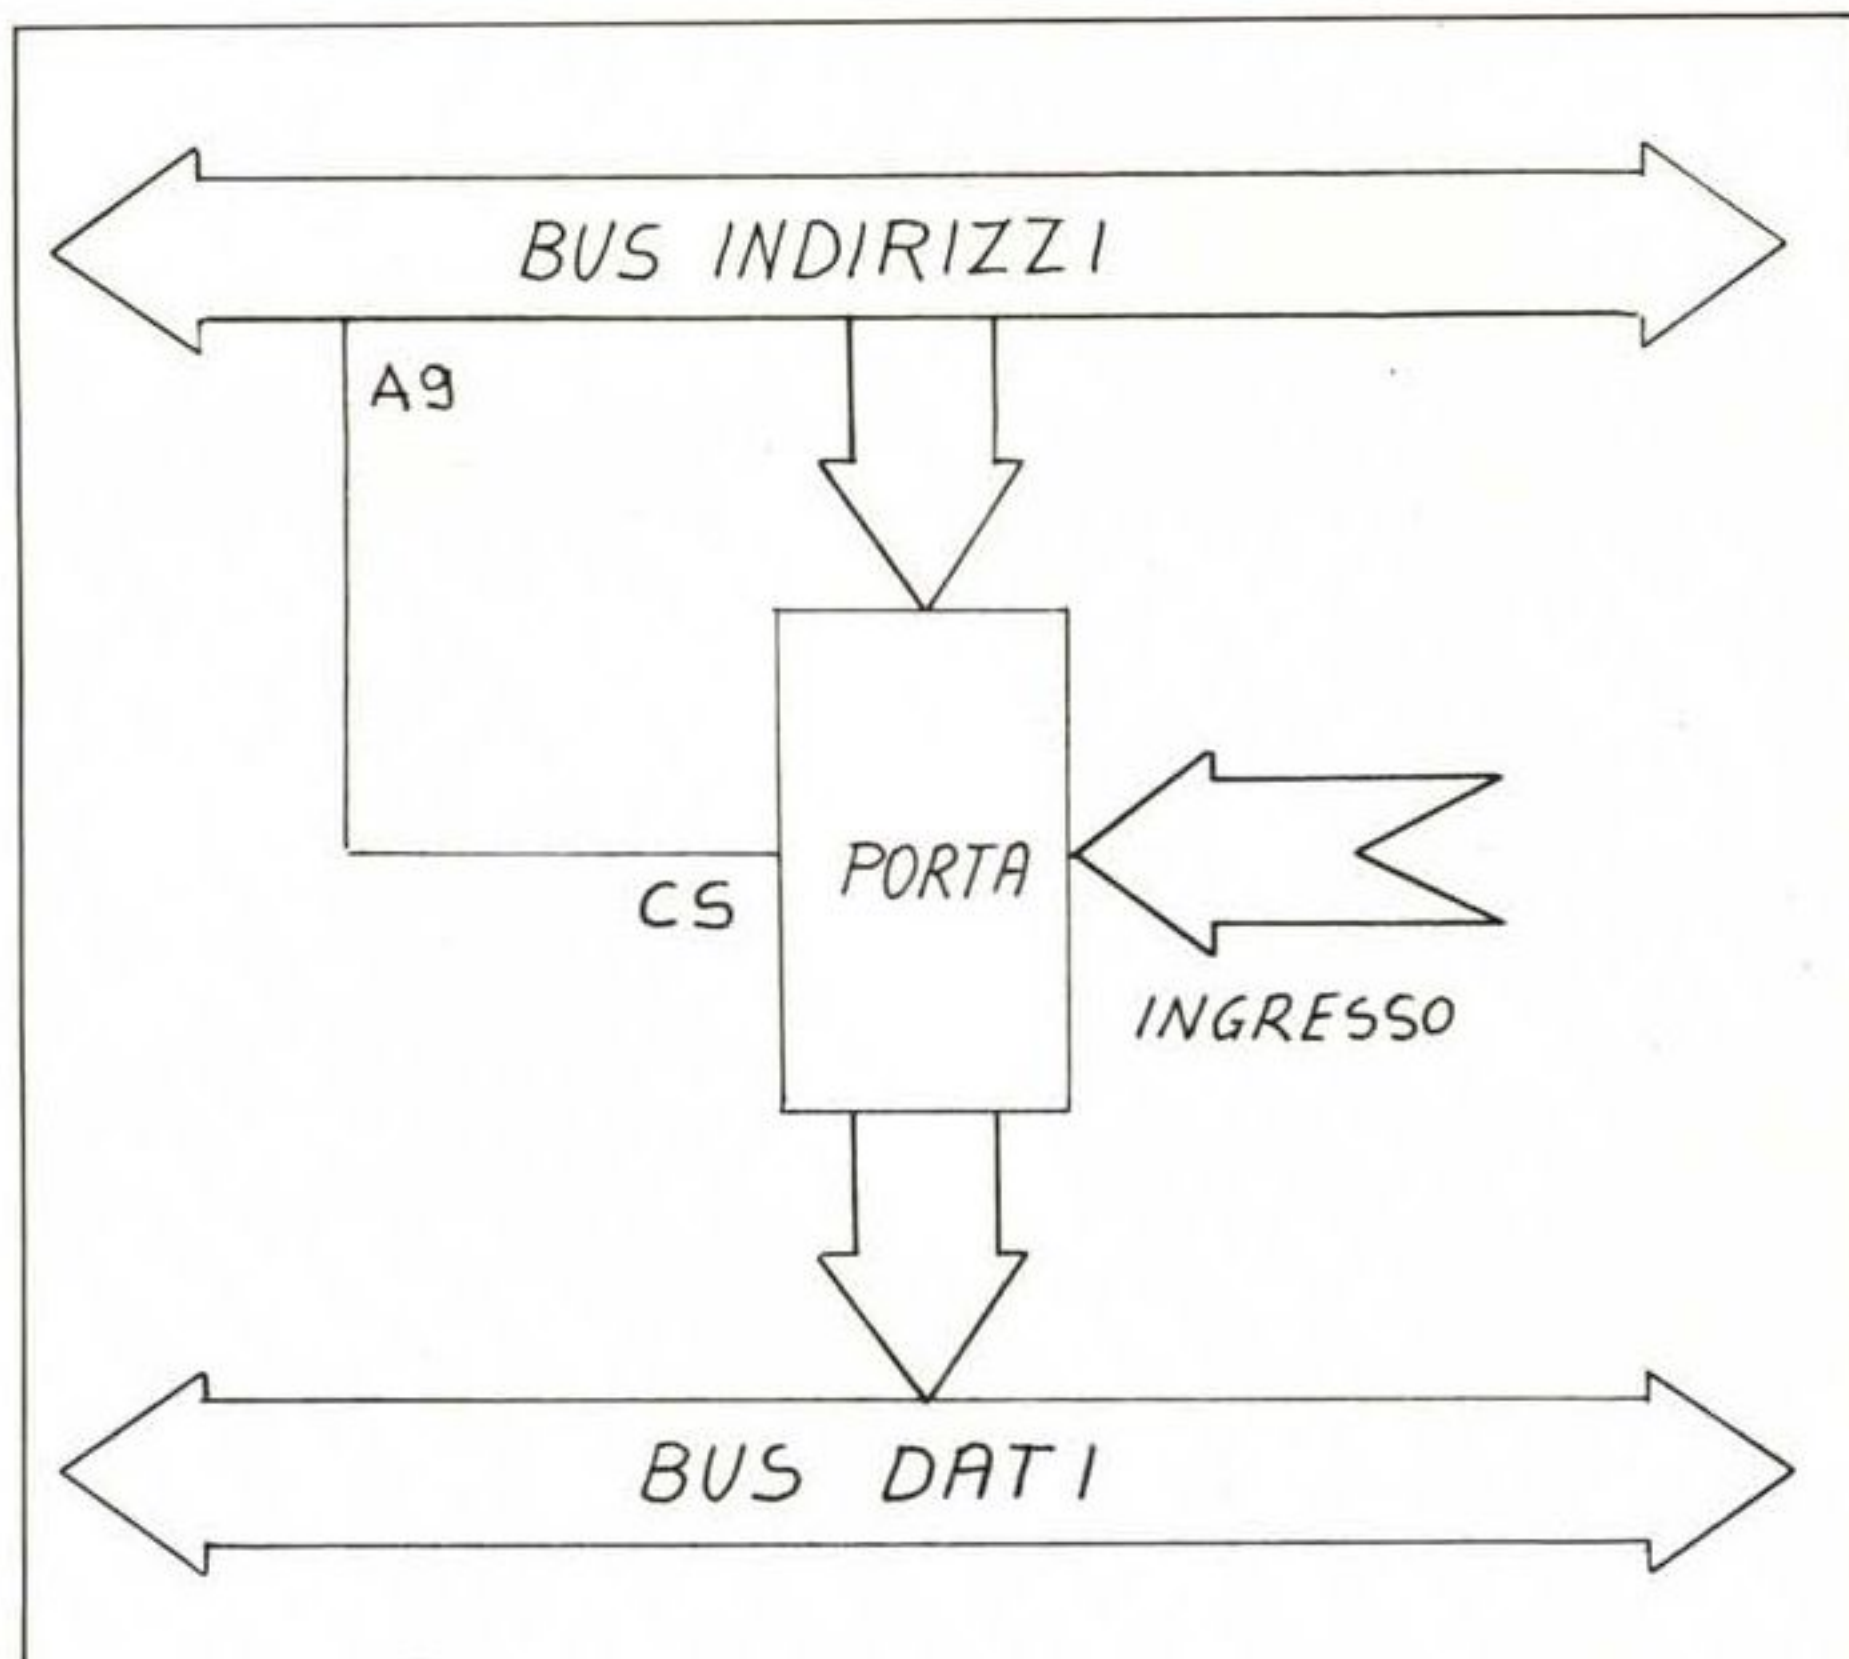 BUS INDIRIZZI
A9
PORTA
CS
INGRESSO
BUS DATI